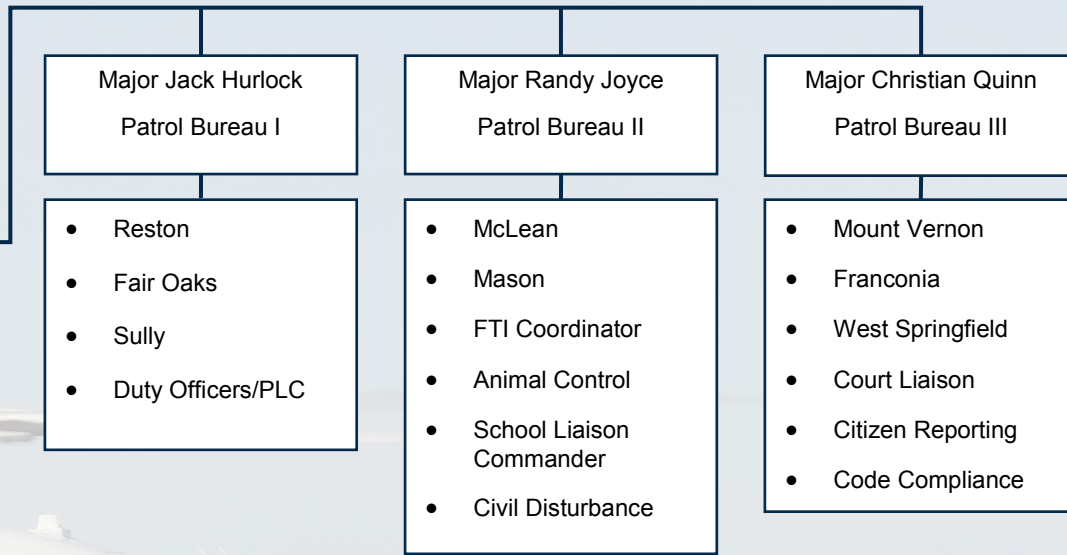 Major Jack Hurlock
Patrol Bureau I
• Reston
• Fair Oaks
• Sully
• Duty Officers/PLC
Major Randy Joyce
Patrol Bureau II
• McLean
• Mason
• FTI Coordinator
• Animal Control
• School Liaison
Commander
• Civil Disturbance
Major Christian Quinn
Patrol Bureau III
• Mount Vernon
• Franconia
• West Springfield
• Court Liaison
• Citizen Reporting
• Code Compliance